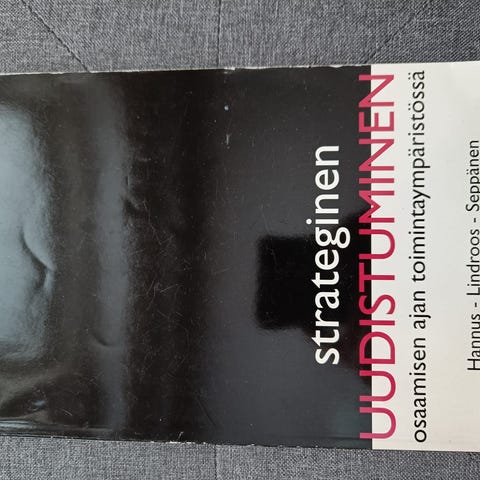 strateginen
UUDISTUMINEN
osaamisen ajan toimintaympäristössä
Hannus - Lindroos - Seppänen